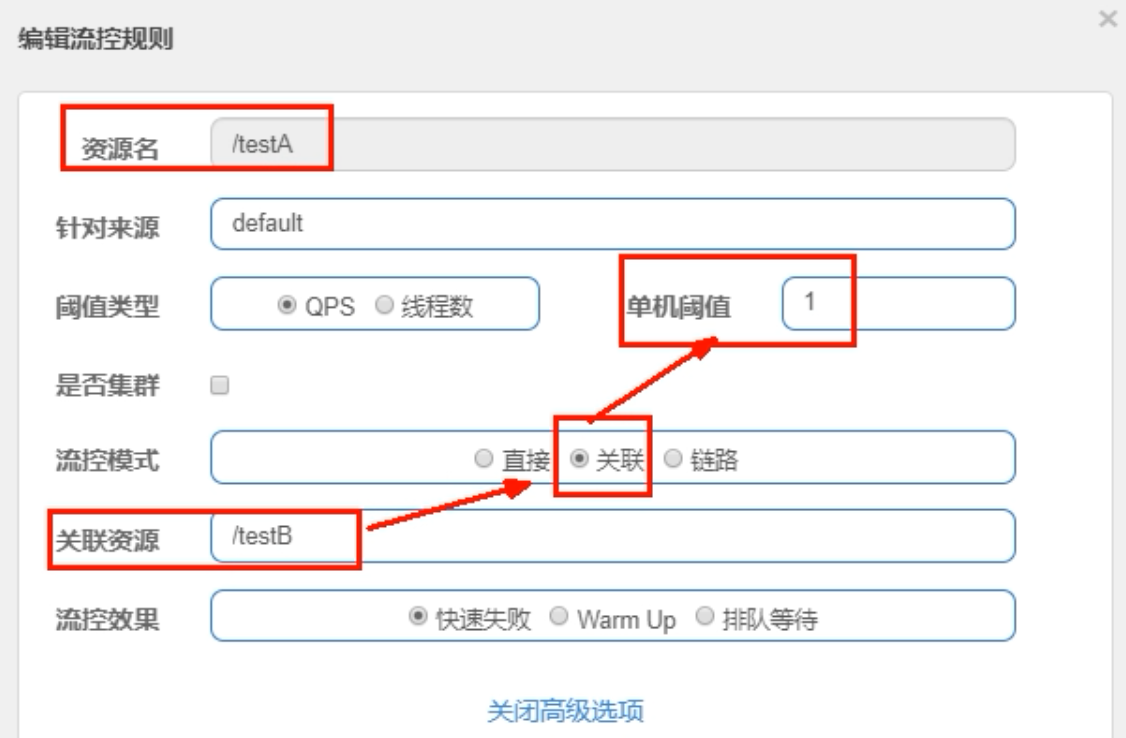 编辑流控规则 ×
资源名 /testA
针对来源 default
阈值类型 QPS 线程数 单机阈值 1
是否集群
流控模式 直接 关联 链路
关联资源 /testB
流控效果 快速失败 Warm Up 排队等待
关闭高级选项